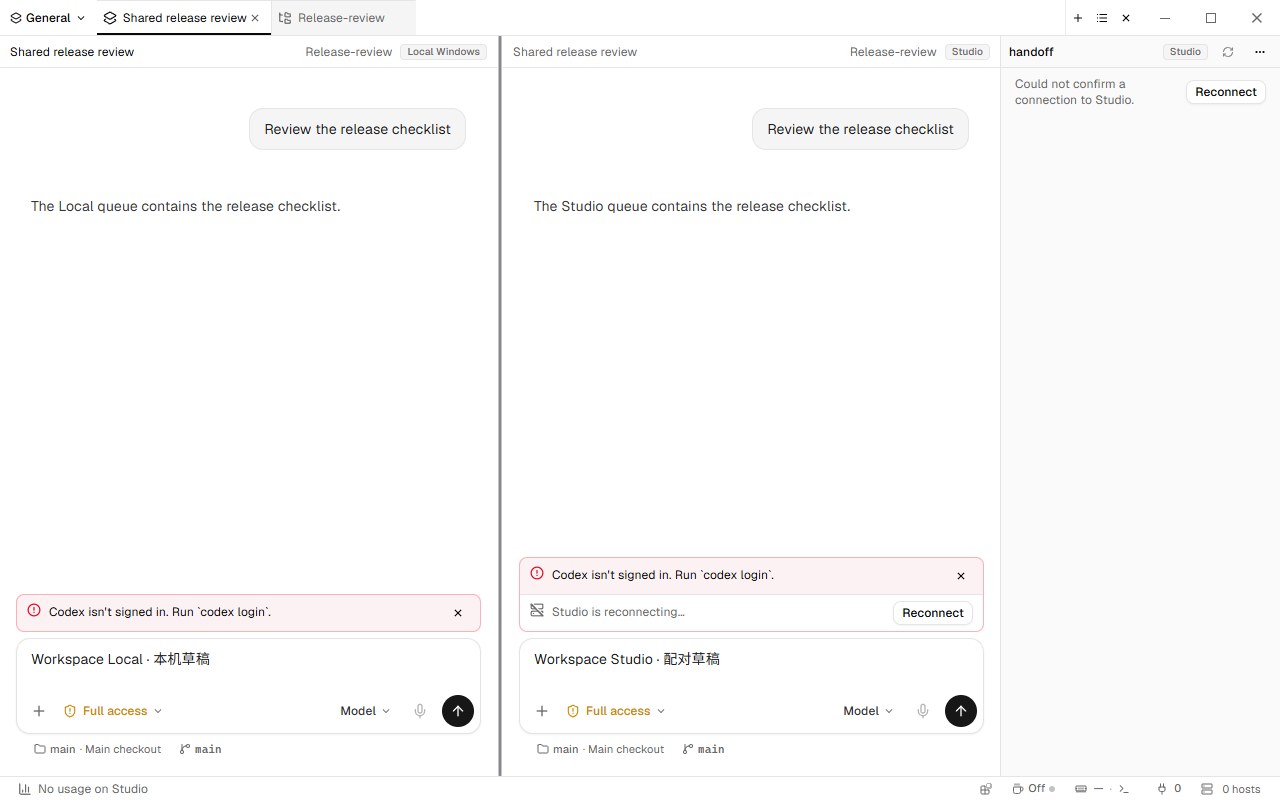 General
Shared release review
Release-review
Shared release review
Release-review
Local Windows
Shared release review
Release-review
Studio
handoff
Studio
Review the release checklist
The Local queue contains the release checklist.
Codex isn't signed in. Run `codex login`.
Workspace Local · 本机草稿
Full access
Model
main · Main checkout
main
Review the release checklist
The Studio queue contains the release checklist.
Codex isn't signed in. Run `codex login`.
Studio is reconnecting…
Reconnect
Workspace Studio · 配对草稿
Full access
Model
main · Main checkout
main
Could not confirm a
connection to Studio.
Reconnect
No usage on Studio
Off
0
0 hosts